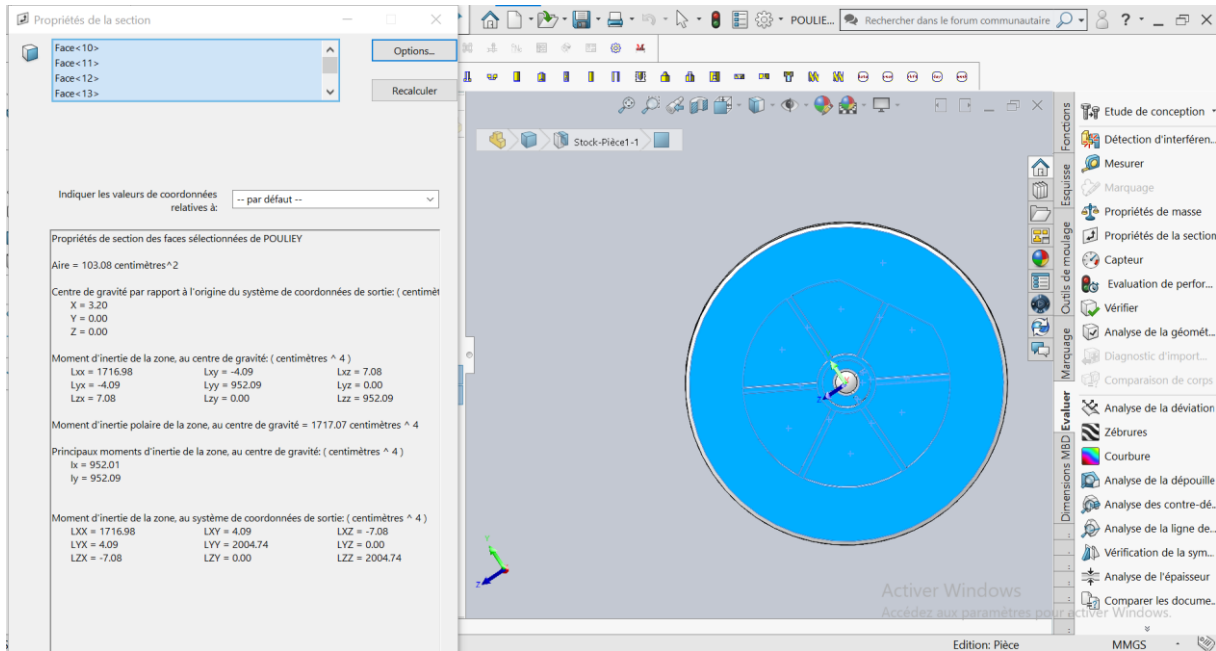 Propriétés de la section
POULIE...
Rechercher dans le forum communautaire
?
Face<10>
Face<11>
Face<12>
Face<13>
Options...
Recalculer
Indiquer les valeurs de coordonnées
relatives à:
-- par défaut --
Propriétés de section des faces sélectionnées de POULIEY
Aire = 103.08 centimètres^2
Centre de gravité par rapport à l'origine du système de coordonnées de sortie: ( centimèt
X = 3.20
Y = 0.00
Z = 0.00
Moment d'inertie de la zone, au centre de gravité: ( centimètres ^ 4 )
Lxx = 1716.98 Lxy = -4.09 Lxz = 7.08
Lyx = -4.09 Lyy = 952.09 Lyz = 0.00
Lzx = 7.08 Lzy = 0.00 Lzz = 952.09
Moment d'inertie polaire de la zone, au centre de gravité = 1717.07 centimètres ^ 4
Principaux moments d'inertie de la zone, au centre de gravité: ( centimètres ^ 4 )
Ix = 952.01
Iy = 952.09
Moment d'inertie de la zone, au système de coordonnées de sortie: ( centimètres ^ 4 )
LXX = 1716.98 LXY = 4.09 LXZ = -7.08
LYX = 4.09 LYY = 2004.74 LYZ = 0.00
LZX = -7.08 LZY = 0.00 LZZ = 2004.74
Stock-Pièce1-1
Y
Z
Fonctions
Esquisse
Outils de moulage
Marquage
Evaluer
Dimensions MBD
Etude de conception
Détection d'interféren...
Mesurer
Marquage
Propriétés de masse
Propriétés de la section
Capteur
Evaluation de perfor...
Vérifier
Analyse de la géomét...
Diagnostic d'import...
Comparaison de corps
Analyse de la déviation
Zébrures
Courbure
Analyse de la dépouille
Analyse des contre-dé...
Analyse de la ligne de...
Vérification de la sym...
Analyse de l'épaisseur
Comparer les docume...
Activer Windows
Accédez aux paramètres pour activer Windows.
Edition: Pièce
MMGS